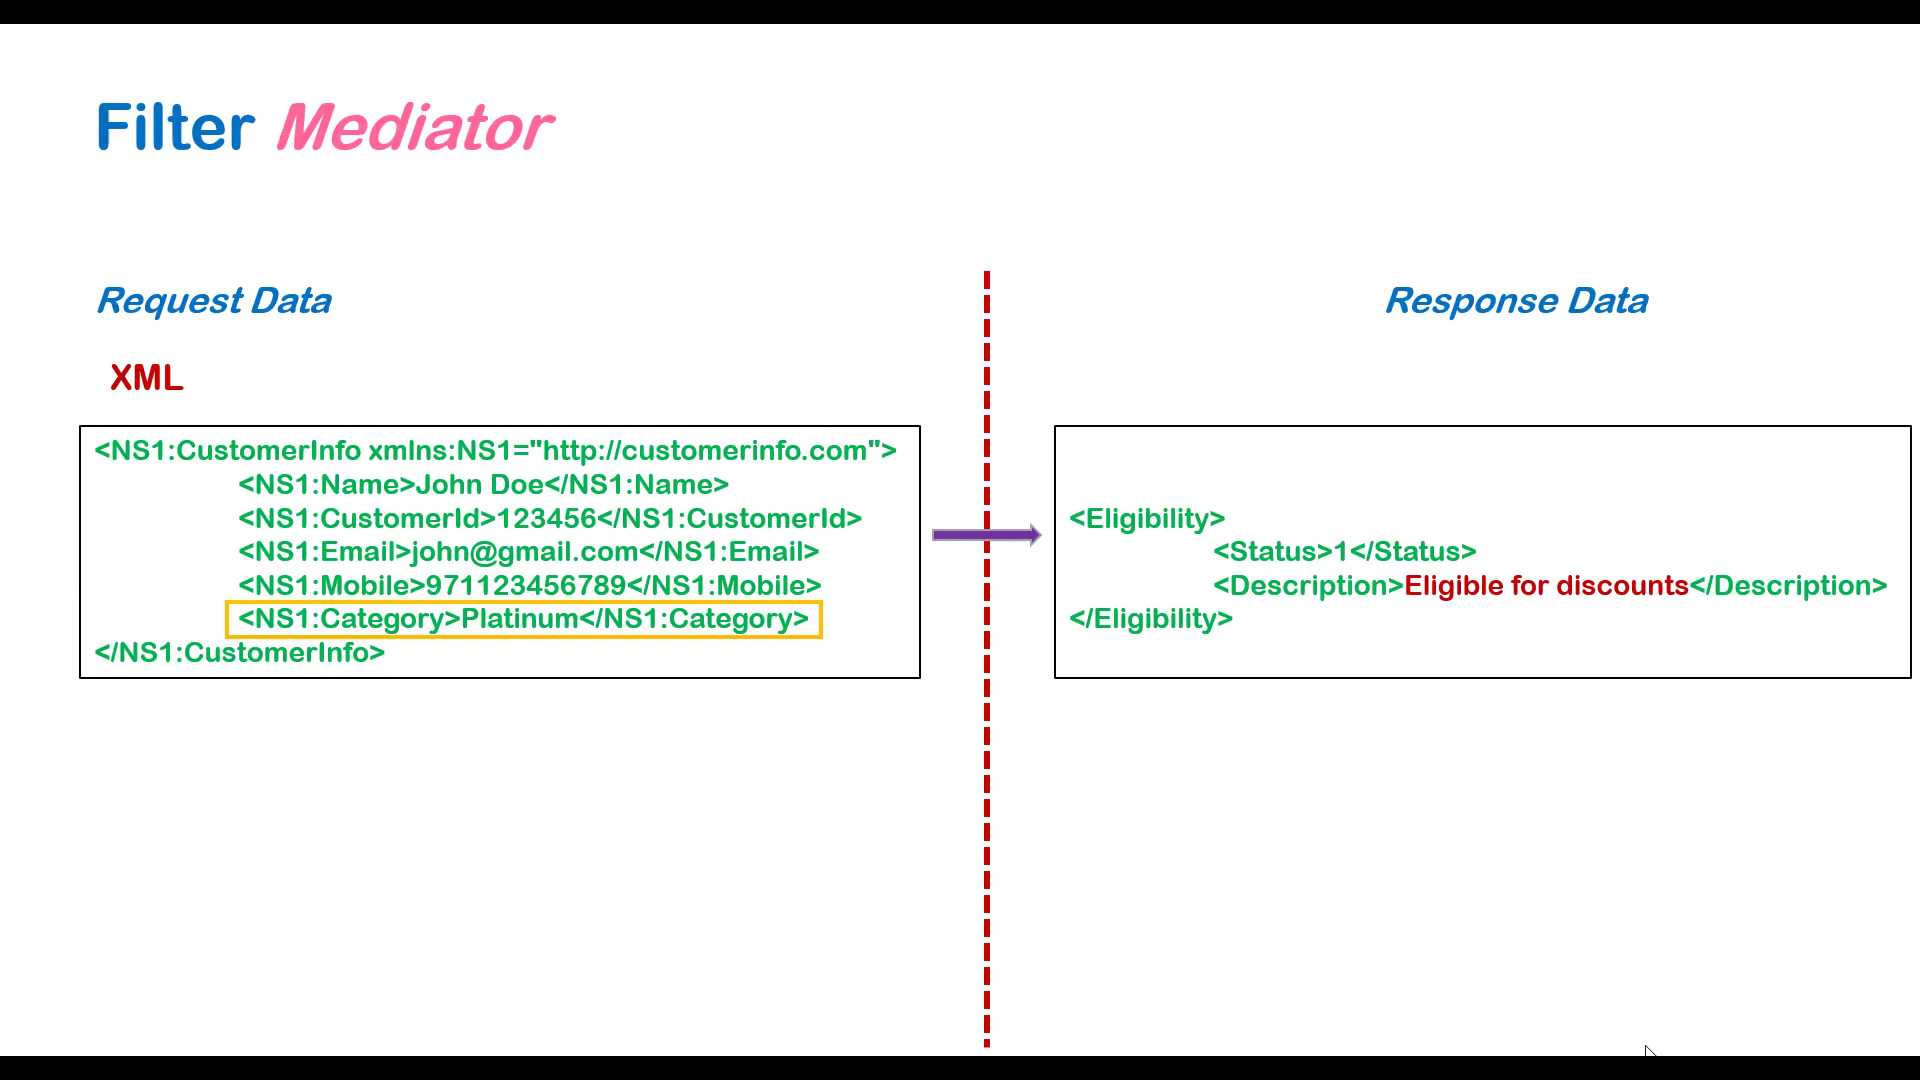 Filter Mediator
Request Data
XML
<NS1:CustomerInfo xmlns:NS1="http://customerinfo.com">
<NS1:Name>John Doe</NS1:Name>
<NS1:CustomerId>123456</NS1:CustomerId>
<NS1:Email>john@gmail.com</NS1:Email>
<NS1:Mobile>971123456789</NS1:Mobile>
<NS1:Category>Platinum</NS1:Category>
</NS1:CustomerInfo>
Response Data
<Eligibility>
<Status>1</Status>
<Description>Eligible for discounts</Description>
</Eligibility>